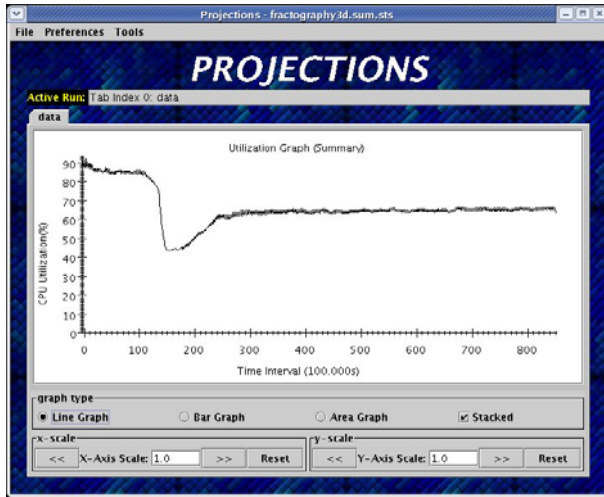 Projections - fractography3d.sum.sts
File Preferences Tools
PROJECTIONS
Active Run: Tab Index 0: data
data
Utilization Graph (Summary)
90
80
70
60
50
40
30
20
10
0
CPU Utilization(%)
0 100 200 300 400 500 600 700 800
Time Interval (100.000s)
graph type
Line Graph Bar Graph Area Graph Stacked
x-scale y-scale
<< X-Axis Scale: 1.0 >> Reset << Y-Axis Scale: 1.0 >> Reset